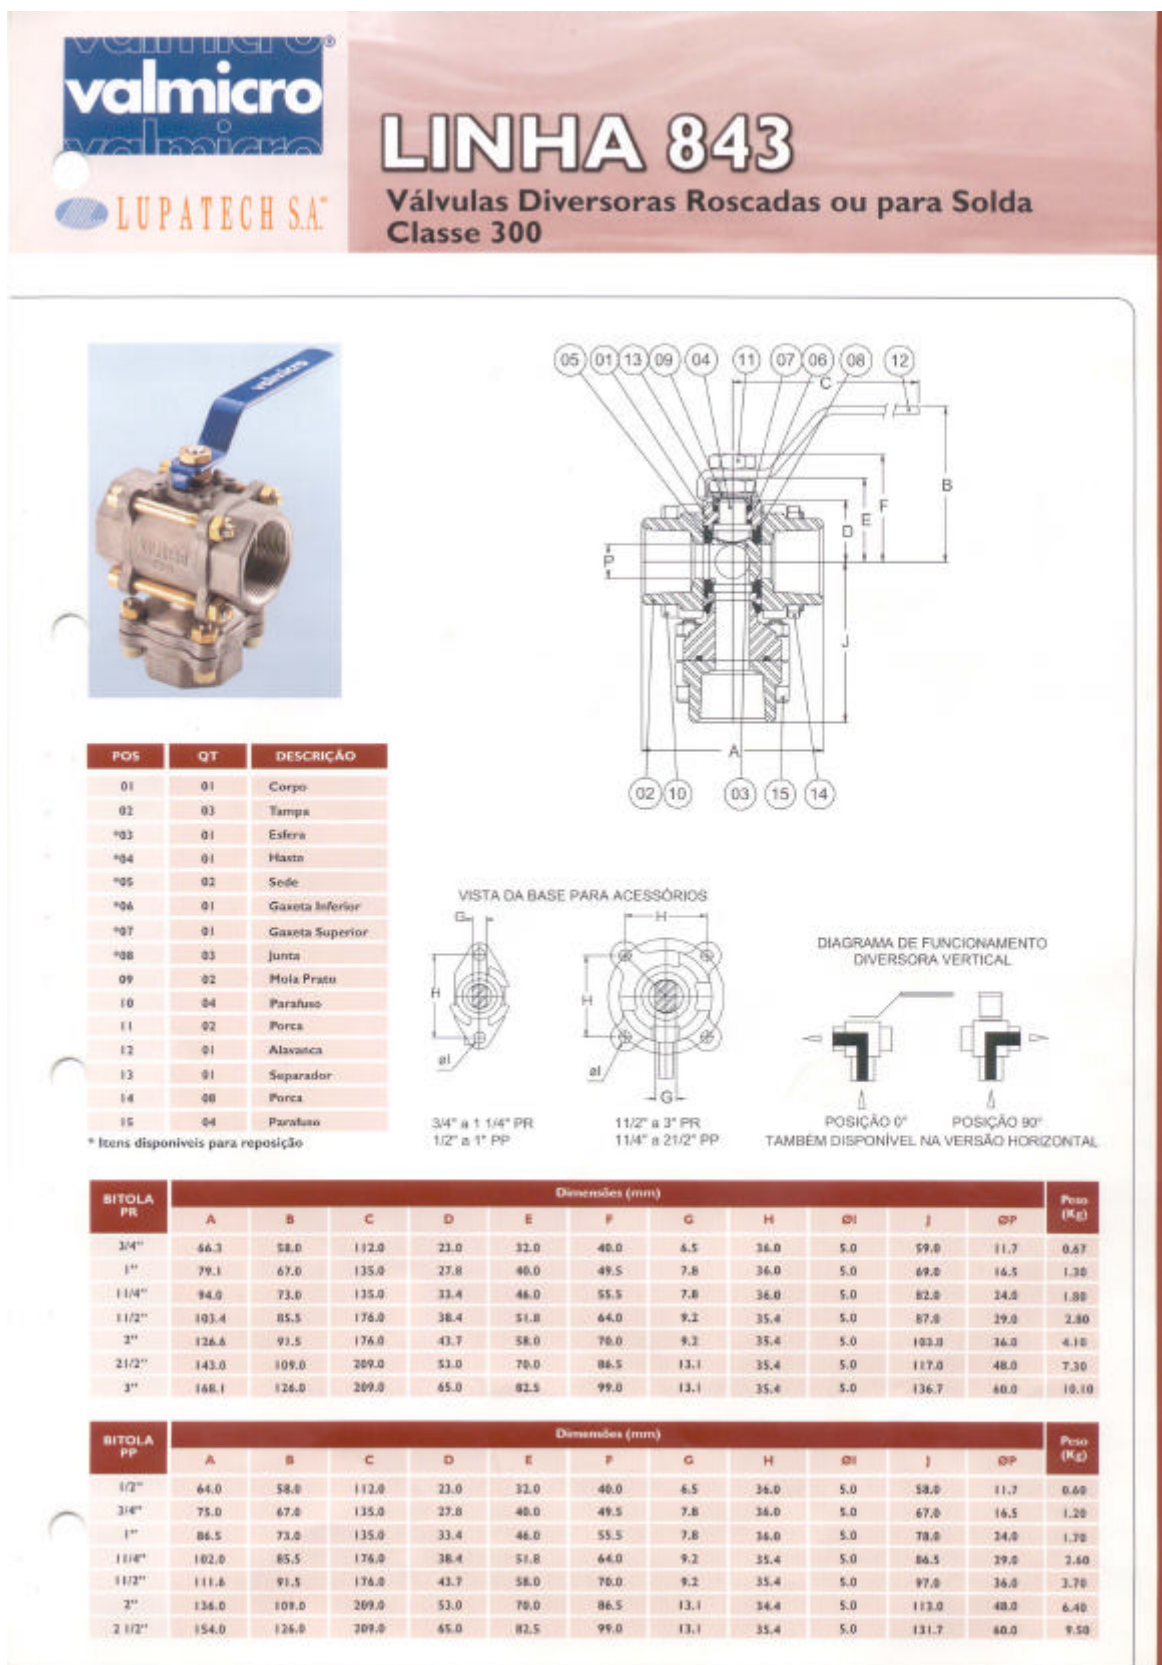 valmicro®
LUPATECH S.A.
LINHA 843
Válvulas Diversoras Roscadas ou para Solda
Classe 300
valmicro
05 01 13 09 04 11 07 06 08 12
C
B
F
E
D
P
J
A
02 10 03 15 14
POS QT DESCRIÇÃO
01 01 Corpo
02 03 Tampa
*03 01 Esfera
*04 01 Haste
*05 02 Sede
*06 01 Gaxeta Inferior
*07 01 Gaxeta Superior
*08 03 Junta
09 02 Mola Prato
10 04 Parafuso
11 02 Porca
12 01 Alavanca
13 01 Separador
14 08 Porca
15 04 Parafuso
* Itens disponíveis para reposição
VISTA DA BASE PARA ACESSÓRIOS
G H
H H
øI øI
G
3/4" a 1 1/4" PR 11/2" a 3" PR
1/2" a 1" PP 11/4" a 21/2" PP
DIAGRAMA DE FUNCIONAMENTO
DIVERSORA VERTICAL
POSIÇÃO 0° POSIÇÃO 90°
TAMBÉM DISPONÍVEL NA VERSÃO HORIZONTAL
BITOLA PR Dimensões (mm) Peso (Kg)
A B C D E F G H ØI J ØP
3/4" 66.3 58.0 112.0 23.0 32.0 40.0 6.5 36.0 5.0 59.0 11.7 0.67
1" 79.1 67.0 135.0 27.8 40.0 49.5 7.8 36.0 5.0 69.0 16.5 1.30
11/4" 94.0 73.0 135.0 33.4 46.0 55.5 7.8 36.0 5.0 82.0 24.0 1.80
11/2" 103.4 85.5 176.0 38.4 51.8 64.0 9.2 35.4 5.0 87.0 29.0 2.80
2" 126.6 91.5 176.0 43.7 58.0 70.0 9.2 35.4 5.0 103.0 36.0 4.10
21/2" 143.0 109.0 209.0 53.0 70.0 86.5 13.1 35.4 5.0 117.0 48.0 7.30
3" 168.1 126.0 209.0 65.0 82.5 99.0 13.1 35.4 5.0 136.7 60.0 10.10
BITOLA PP Dimensões (mm) Peso (Kg)
A B C D E F G H ØI J ØP
1/2" 64.0 58.0 112.0 23.0 32.0 40.0 6.5 36.0 5.0 58.0 11.7 0.60
3/4" 75.0 67.0 135.0 27.8 40.0 49.5 7.8 36.0 5.0 67.0 16.5 1.20
1" 86.5 73.0 135.0 33.4 46.0 55.5 7.8 36.0 5.0 78.0 24.0 1.70
11/4" 102.0 85.5 176.0 38.4 51.8 64.0 9.2 35.4 5.0 86.5 29.0 2.60
11/2" 111.6 91.5 176.0 43.7 58.0 70.0 9.2 35.4 5.0 97.0 36.0 3.70
2" 136.0 109.0 209.0 53.0 70.0 86.5 13.1 34.4 5.0 113.0 48.0 6.40
2 1/2" 154.0 126.0 209.0 65.0 82.5 99.0 13.1 35.4 5.0 131.7 60.0 9.50